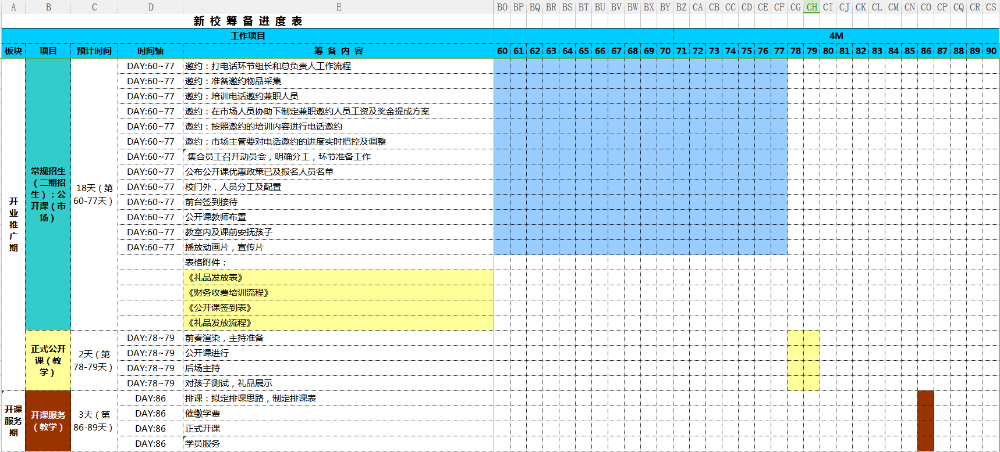 A B C D E BO BP BQ BR BS BT BU BV BW BX BY BZ CA CB CC CD CE CF CG CH CI CJ CK CL CM CN CO CP CQ CR CS
新 校 筹 备 进 度 表
工作项目 4M
板块 项目 预计时间 时间轴 筹 备 内 容 60 61 62 63 64 65 66 67 68 69 70 71 72 73 74 75 76 77 78 79 80 81 82 83 84 85 86 87 88 89 90
开
业
推
广
期
常规招生
（二期招
生）：公
开课（市
场）
18天（第
60-77天）
DAY:60~77 邀约：打电话环节组长和总负责人工作流程
DAY:60~77 邀约：准备邀约物品采集
DAY:60~77 邀约：培训电话邀约兼职人员
DAY:60~77 邀约：在市场人员协助下制定兼职邀约人员工资及奖金提成方案
DAY:60~77 邀约：按照邀约的培训内容进行电话邀约
DAY:60~77 邀约：市场主管要对电话邀约的进度实时把控及调整
DAY:60~77 集合员工召开动员会，明确分工，环节准备工作
DAY:60~77 公布公开课优惠政策已及报名人员名单
DAY:60~77 校门外，人员分工及配置
DAY:60~77 前台签到接待
DAY:60~77 公开课教师布置
DAY:60~77 教室内及课前安抚孩子
DAY:60~77 播放动画片，宣传片
表格附件：
《礼品发放表》
《财务收费培训流程》
《公开课签到表》
《礼品发放流程》
正式公开
课（教
学）
2天（第
78-79天）
DAY:78~79 前奏渲染，主持准备
DAY:78~79 公开课进行
DAY:78~79 后场主持
DAY:78~79 对孩子测试，礼品展示
开课
服务
期
开课服务
（教学）
3天（第
86-89天）
DAY:86 排课：拟定排课思路，制定排课表
DAY:86 催缴学费
DAY:86 正式开课
DAY:86 学员服务